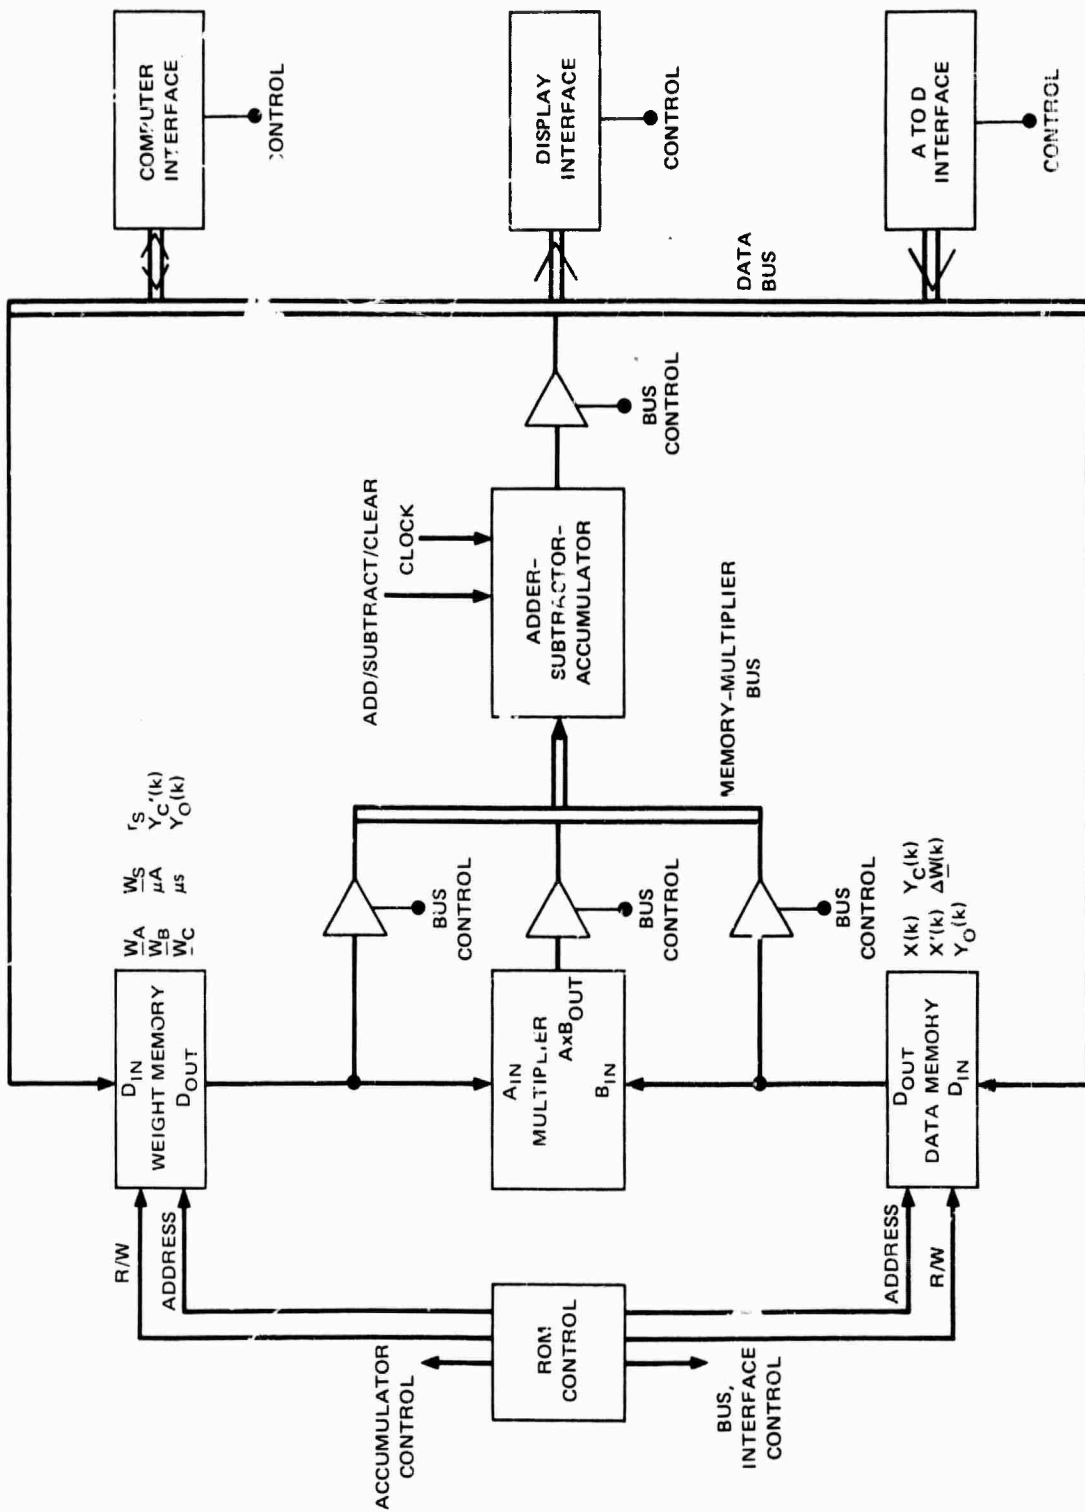 R/W
ADDRESS
D_IN
WEIGHT MEMORY
D_OUT
W_A W_S r_S
W_B μA Y_C'(k)
W_C μs Y_O(k)
COMPUTER
INTERFACE
CONTROL
ACCUMULATOR
CONTROL
ROM
CONTROL
BUS,
INTERFACE
CONTROL
A_IN
MULTIPLIER
AxB_OUT
B_IN
BUS
CONTROL
BUS
CONTROL
BUS
CONTROL
MEMORY-MULTIPLIER
BUS
ADD/SUBTRACT/CLEAR
CLOCK
ADDER-
SUBTRACTOR-
ACCUMULATOR
BUS
CONTROL
DATA
BUS
DISPLAY
INTERFACE
CONTROL
ADDRESS
R/W
D_OUT
DATA MEMORY
D_IN
X(k) Y_C(k)
X'(k) ΔW(k)
Y_O(k)
A TO D
INTERFACE
CONTROL